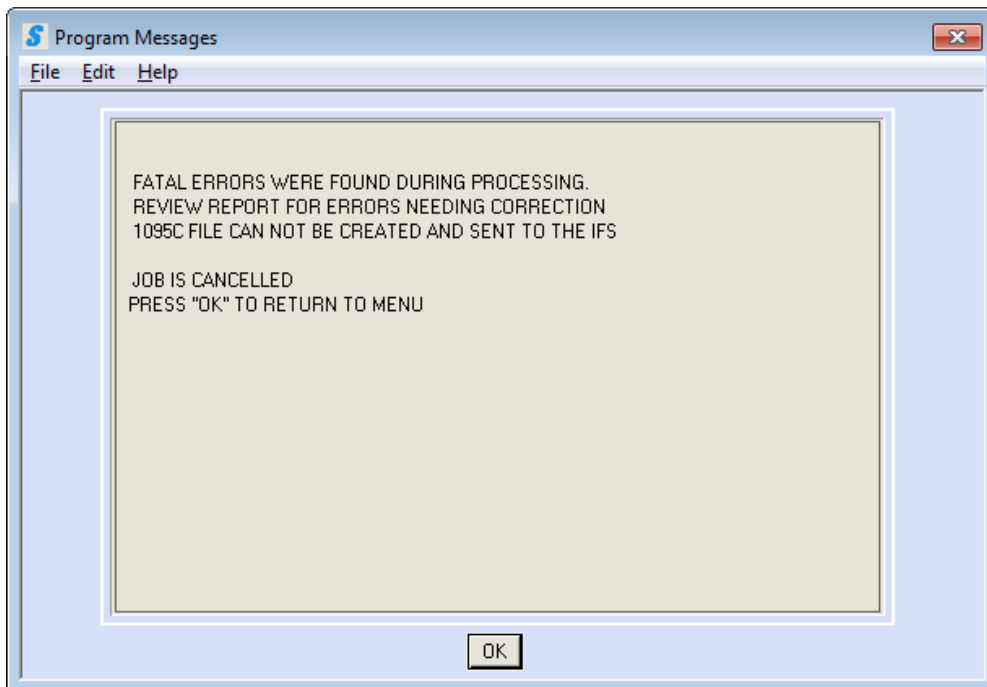 Program Messages
File Edit Help
FATAL ERRORS WERE FOUND DURING PROCESSING.
REVIEW REPORT FOR ERRORS NEEDING CORRECTION
1095C FILE CAN NOT BE CREATED AND SENT TO THE IFS
JOB IS CANCELLED
PRESS "OK" TO RETURN TO MENU
OK